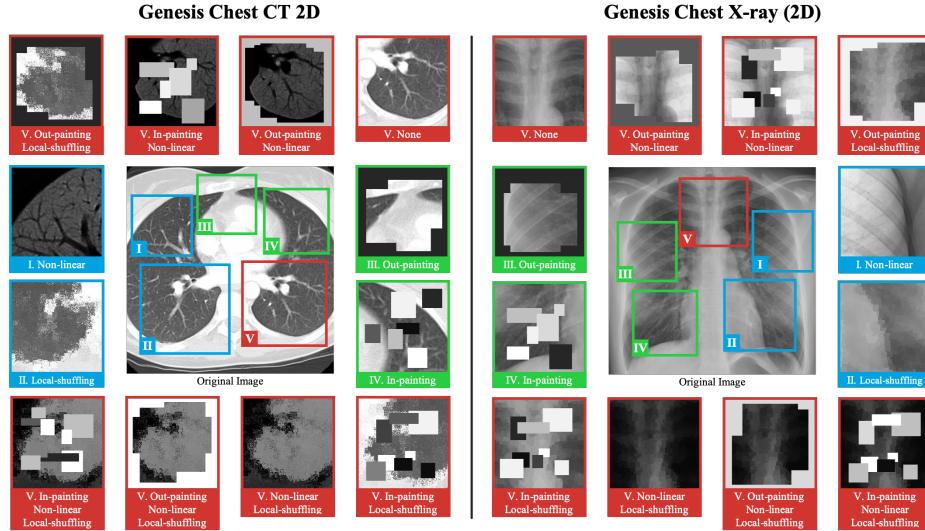 Genesis Chest CT 2D
Genesis Chest X-ray (2D)
V. Out-painting
Local-shuffling
V. In-painting
Non-linear
V. Out-painting
Non-linear
V. None
V. None
V. Out-painting
Non-linear
V. In-painting
Non-linear
V. Out-painting
Local-shuffling
I. Non-linear
I
III
IV
II
V
III. Out-painting
III. Out-painting
V
I
III
II
IV
I. Non-linear
II. Local-shuffling
Original Image
IV. In-painting
IV. In-painting
Original Image
II. Local-shuffling
V. In-painting
Non-linear
Local-shuffling
V. Out-painting
Non-linear
Local-shuffling
V. Non-linear
Local-shuffling
V. In-painting
Local-shuffling
V. In-painting
Local-shuffling
V. Non-linear
Local-shuffling
V. Out-painting
Non-linear
Local-shuffling
V. In-painting
Non-linear
Local-shuffling